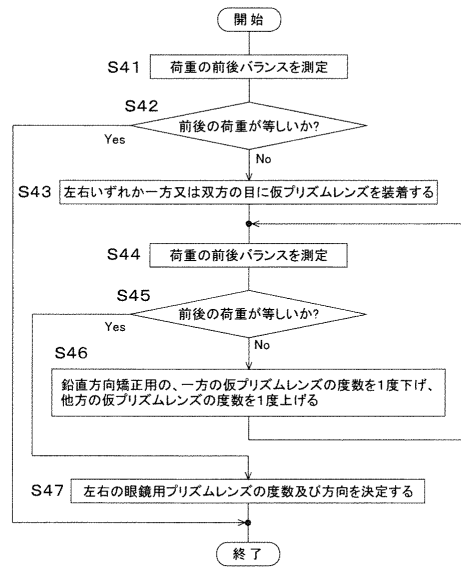 開始
S41
荷重の前後バランスを測定
S42
前後の荷重が等しいか?
Yes
No
S43
左右いずれか一方又は双方の目に仮プリズムレンズを装着する
S44
荷重の前後バランスを測定
S45
前後の荷重が等しいか?
Yes
No
S46
鉛直方向矯正用の、一方の仮プリズムレンズの度数を1度下げ、
他方の仮プリズムレンズの度数を1度上げる
S47
左右の眼鏡用プリズムレンズの度数及び方向を決定する
終了